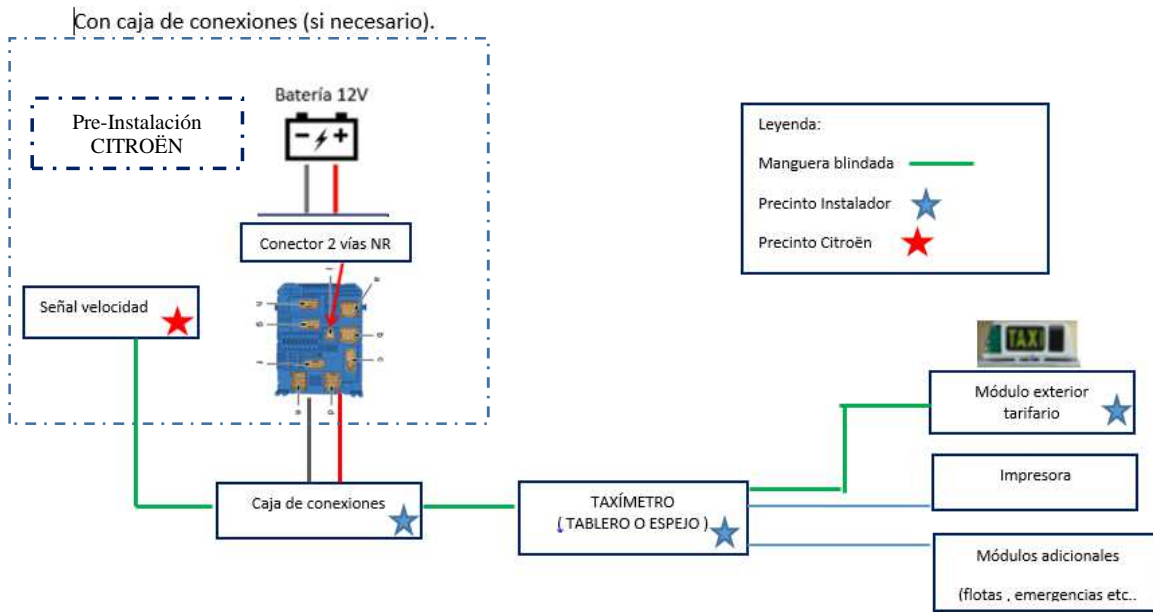 Con caja de conexiones (si necesario).
Pre-Instalación
CITROËN
Batería 12V
Conector 2 vías NR
Señal velocidad
Leyenda:
Manguera blindada
Precinto Instalador
Precinto Citroën
TAXI
Módulo exterior
tarifario
Impresora
Caja de conexiones
TAXÍMETRO
( TABLERO O ESPEJO )
Módulos adicionales
(flotas , emergencias etc..